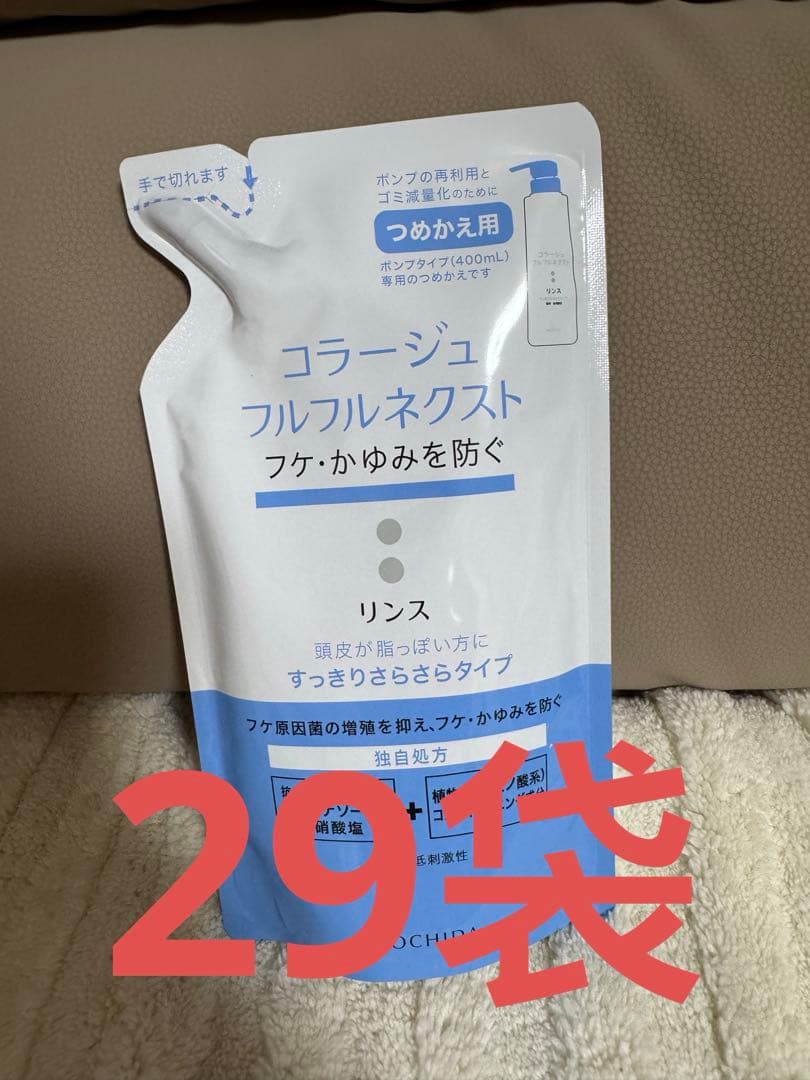 手で切れます
ポンプの再利用と
ゴミ減量化のために
つめかえ用
ポンプタイプ(400mL)
専用のつめかえです
コラージュ
フルフルネクスト
リンス
コラージュ
フルフルネクスト
フケ・かゆみを防ぐ
リンス
頭皮が脂っぽい方に
すっきりさらさらタイプ
フケ原因菌の増殖を抑え、フケ・かゆみを防ぐ
独自処方
硝酸塩
+
酸系)
低刺激性
29袋